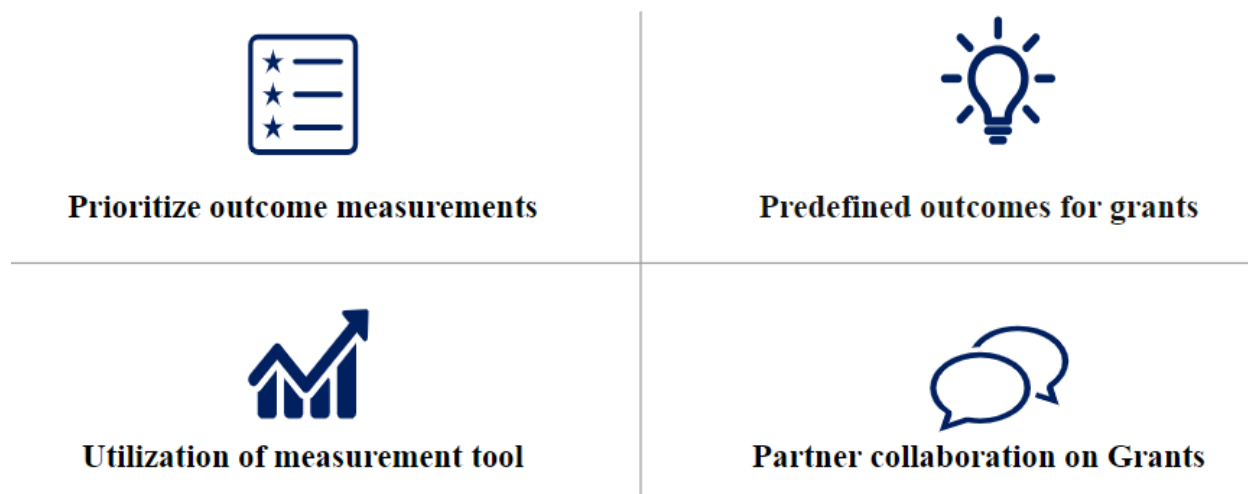 Prioritize outcome measurements
Predefined outcomes for grants
Utilization of measurement tool
Partner collaboration on Grants